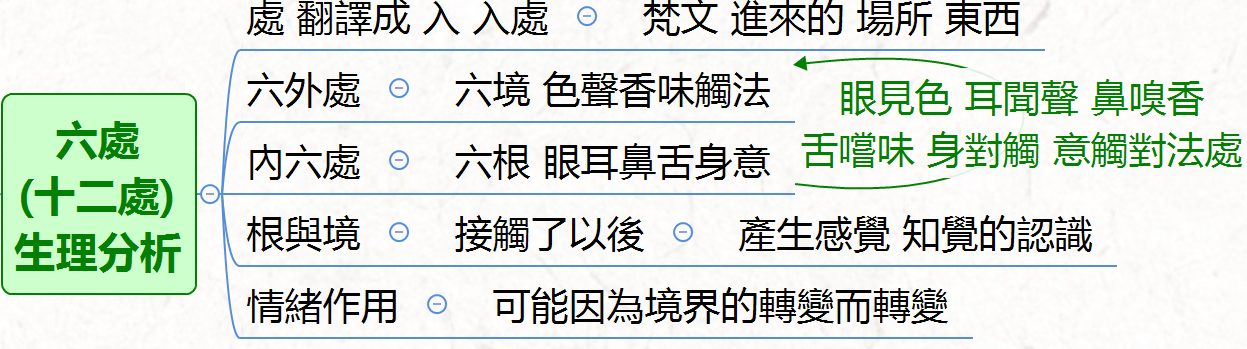 處 翻譯成 入 入處 梵文 進來的 場所 東西
六外處 六境 色聲香味觸法
眼見色 耳聞聲 鼻嗅香
舌嚐味 身對觸 意觸對法處
六處
(十二處)
生理分析
內六處 六根 眼耳鼻舌身意
根與境 接觸了以後 產生感覺 知覺的認識
情緒作用 可能因為境界的轉變而轉變